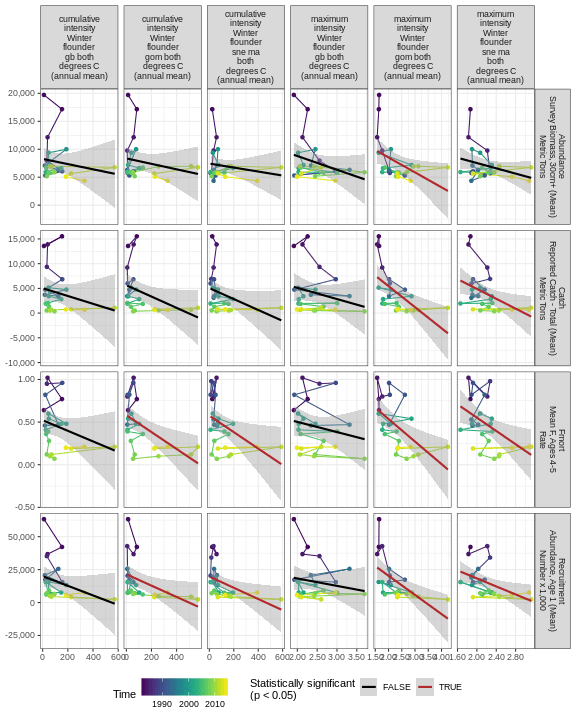 cumulative
intensity
Winter
flounder
gb both
degrees C
(annual mean)
cumulative
intensity
Winter
flounder
gom both
degrees C
(annual mean)
cumulative
intensity
Winter
flounder
sne ma
both
degrees C
(annual mean)
maximum
intensity
Winter
flounder
gb both
degrees C
(annual mean)
maximum
intensity
Winter
flounder
gom both
degrees C
(annual mean)
maximum
intensity
Winter
flounder
sne ma
both
degrees C
(annual mean)
20,000
15,000
10,000
5,000
0
Abundance
Survey Biomass, 30cm+ (Mean)
Metric Tons
15,000
10,000
5,000
0
-5,000
-10,000
Catch
Reported Catch - Total (Mean)
Metric Tons
1.00
0.50
0.00
-0.50
Fmort
Mean F, Ages 4-5
Rate
50,000
25,000
0
-25,000
Recruitment
Abundance, Age 1 (Mean)
Number x 1,000
0 200 400
0 200 400
0 200 400
2.50 3.00 3.50
2.00 2.50 3.00 3.50
1.60 2.00 2.40 2.80
Time
1990 2000 2010
Statistically significant
(p < 0.05)
FALSE
TRUE